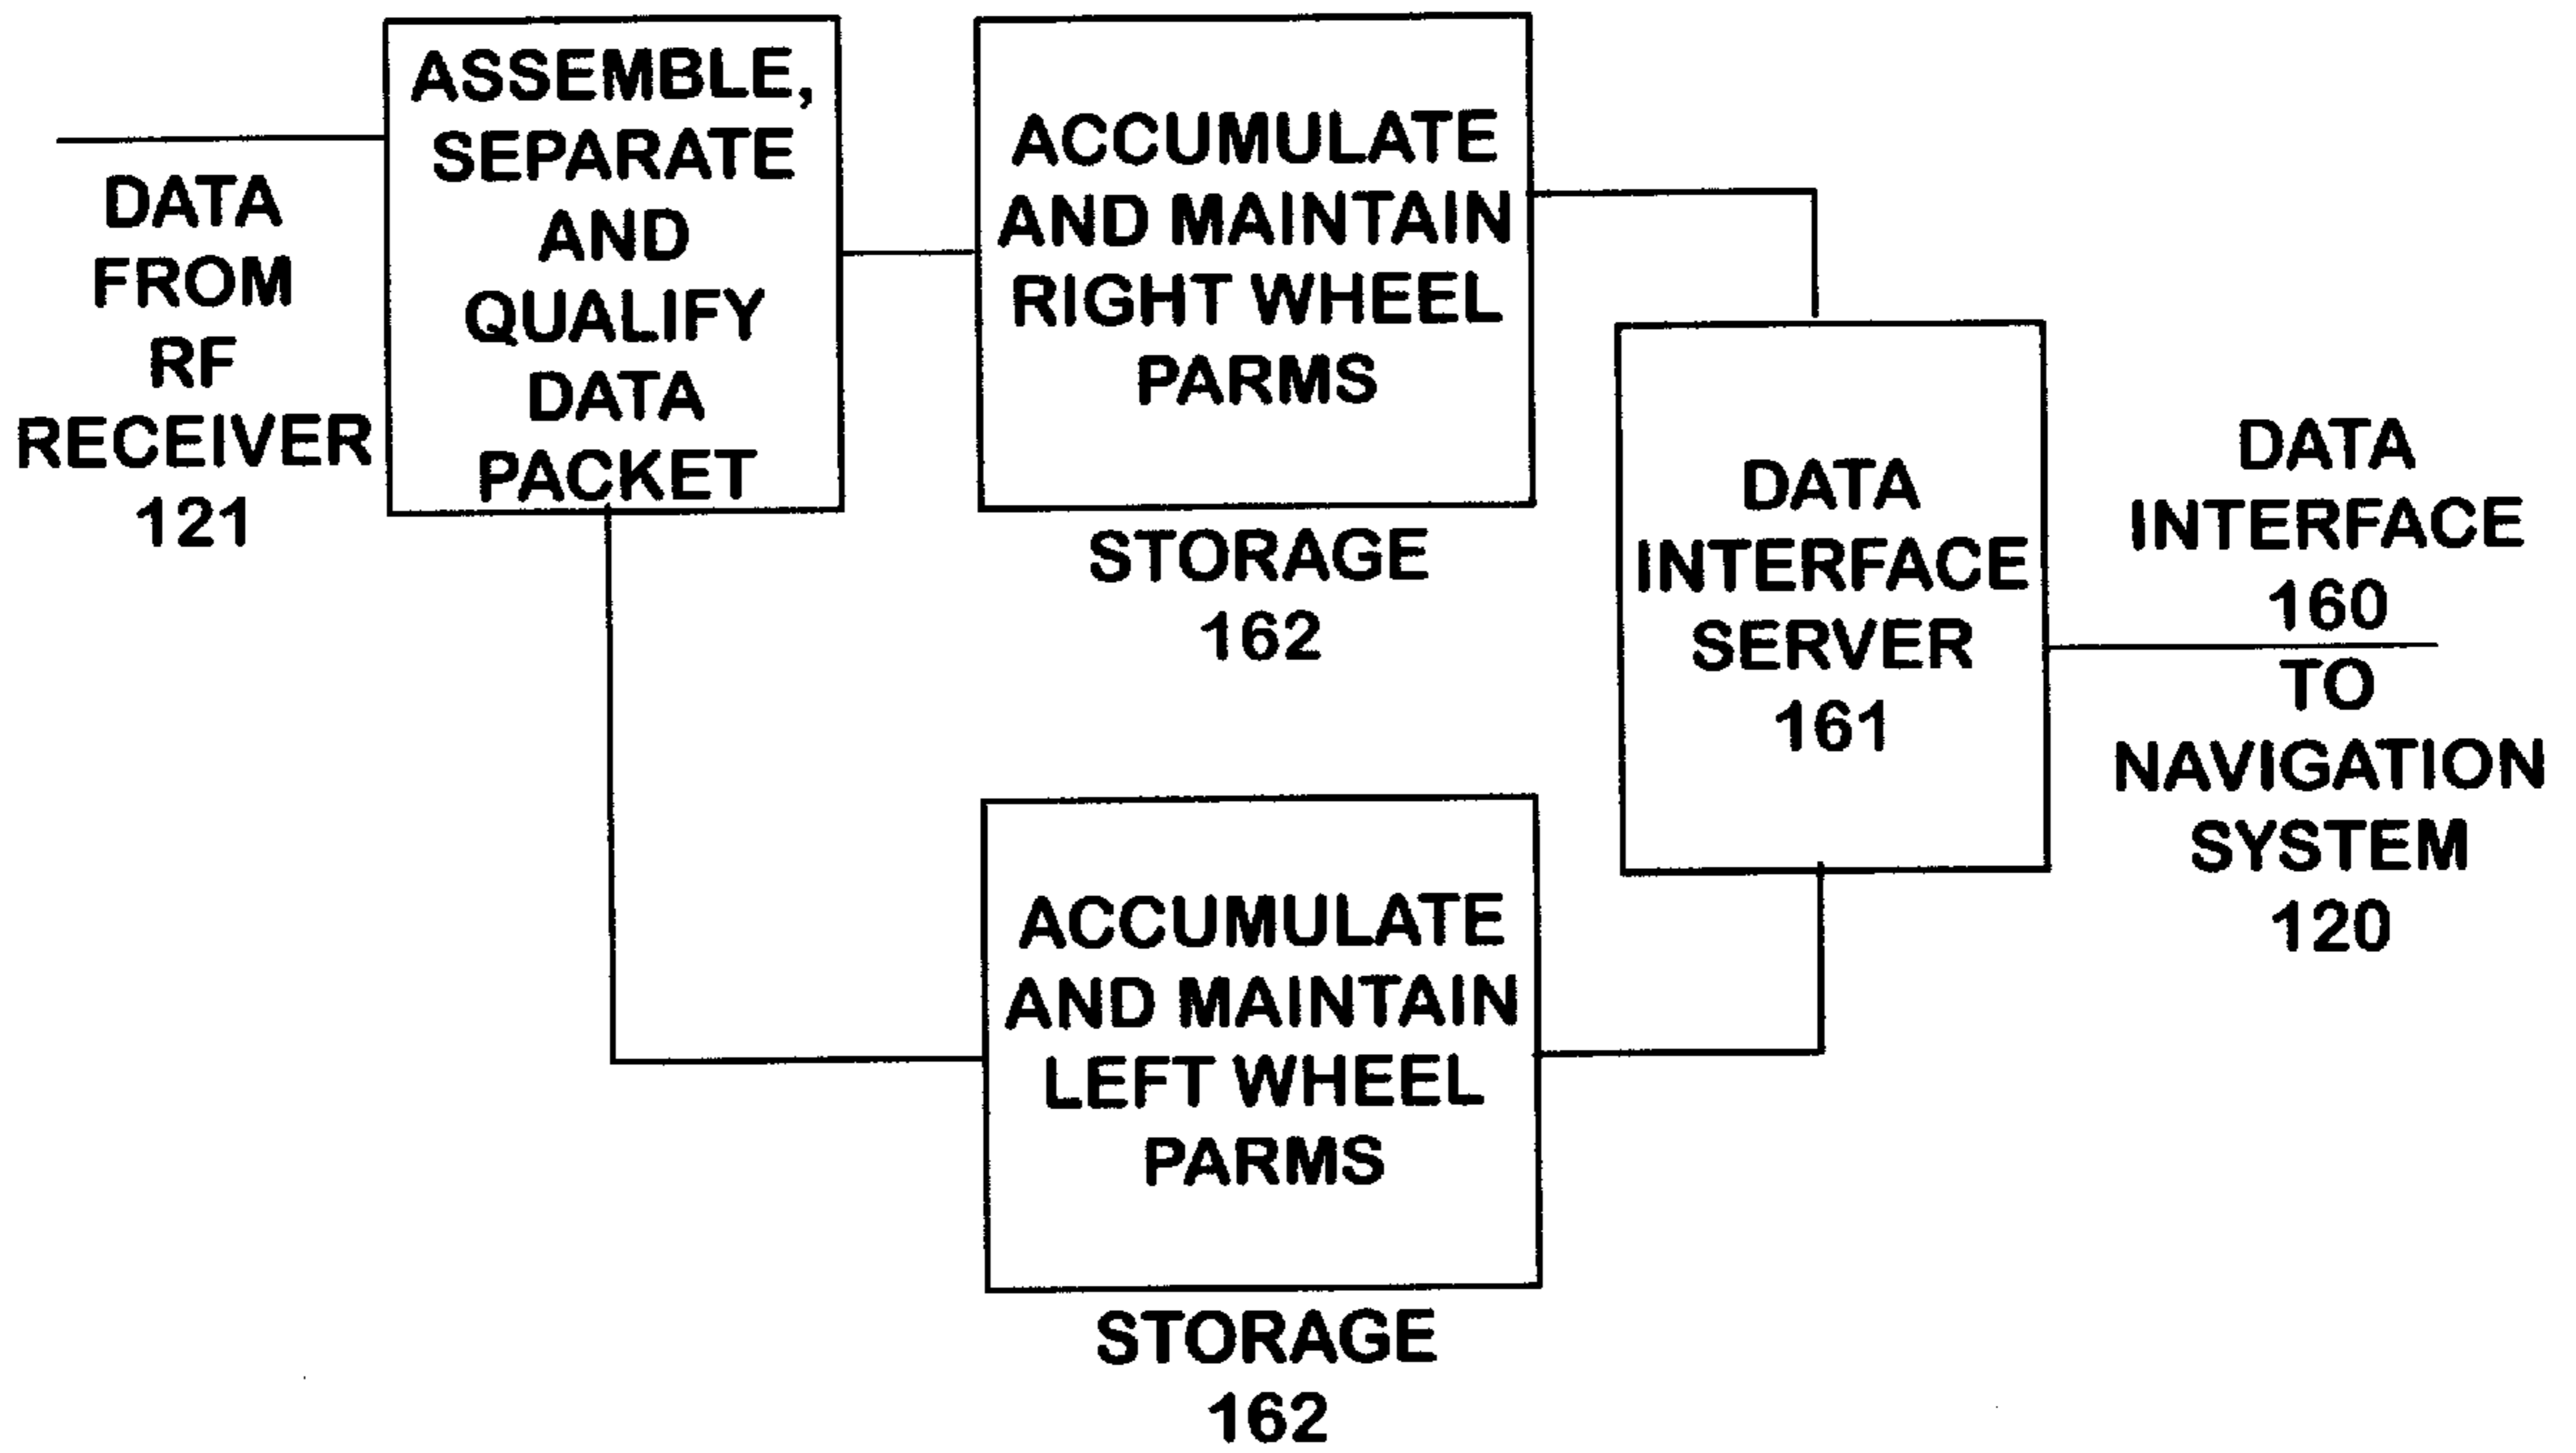 DATA
FROM
RF
RECEIVER
121
ASSEMBLE,
SEPARATE
AND
QUALIFY
DATA
PACKET
ACCUMULATE
AND MAINTAIN
RIGHT WHEEL
PARMS
STORAGE
162
ACCUMULATE
AND MAINTAIN
LEFT WHEEL
PARMS
STORAGE
162
DATA
INTERFACE
SERVER
161
DATA
INTERFACE
160
TO
NAVIGATION
SYSTEM
120